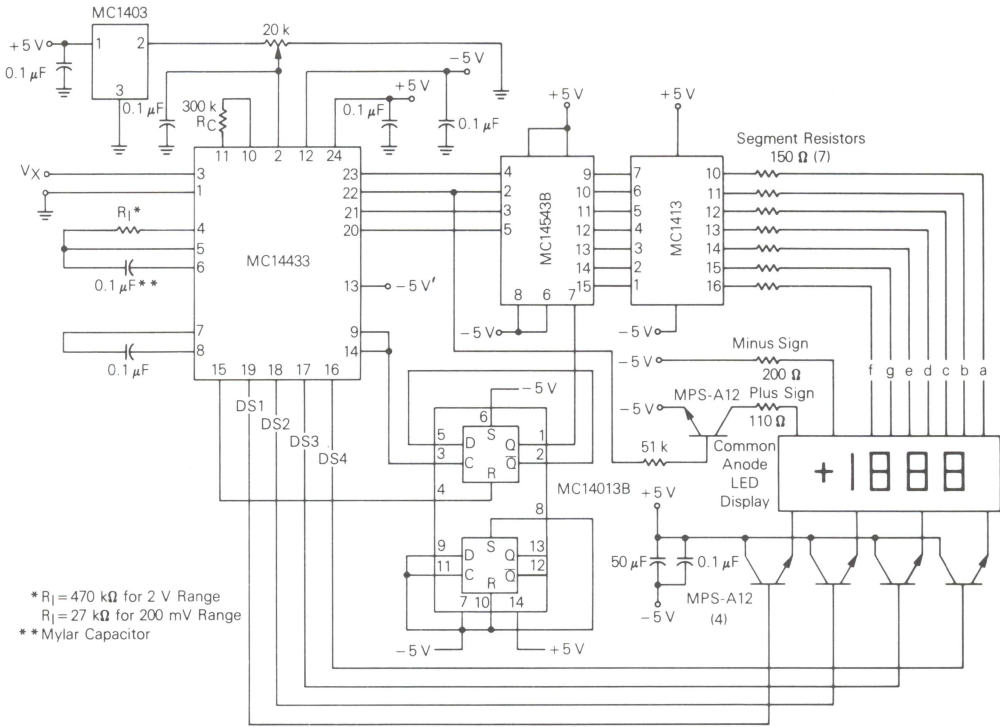 MC1403
+5 V
1
2
3
0.1 µF
20 k
0.1 µF
300 k
RC
−5 V
+5 V
0.1 µF
0.1 µF
11
10
2
12
24
VX
3
1
RI*
4
5
6
0.1 µF**
7
8
0.1 µF
MC14433
23
22
21
20
13
−5 V'
9
14
15
19
18
17
16
DS1
DS2
DS3
DS4
+5 V
MC14543B
4
2
3
5
9
10
11
12
13
14
15
8
6
7
−5 V
+5 V
MC1413
7
6
5
4
3
2
1
10
11
12
13
14
15
16
−5 V
Segment Resistors
150 Ω (7)
−5 V
Minus Sign
200 Ω
MPS-A12
Plus Sign
−5 V
110 Ω
51 k
f
g
e
d
c
b
a
Common
Anode
LED
Display
+1888
−5 V
6
5
D
S
Q
1
3
C
Q
2
R
4
MC14013B
8
9
D
S
Q
13
11
C
Q
12
R
7
10
14
−5 V
+5 V
+5 V
50 µF
0.1 µF
−5 V
MPS-A12
(4)
* RI = 470 kΩ for 2 V Range
RI = 27 kΩ for 200 mV Range
** Mylar Capacitor